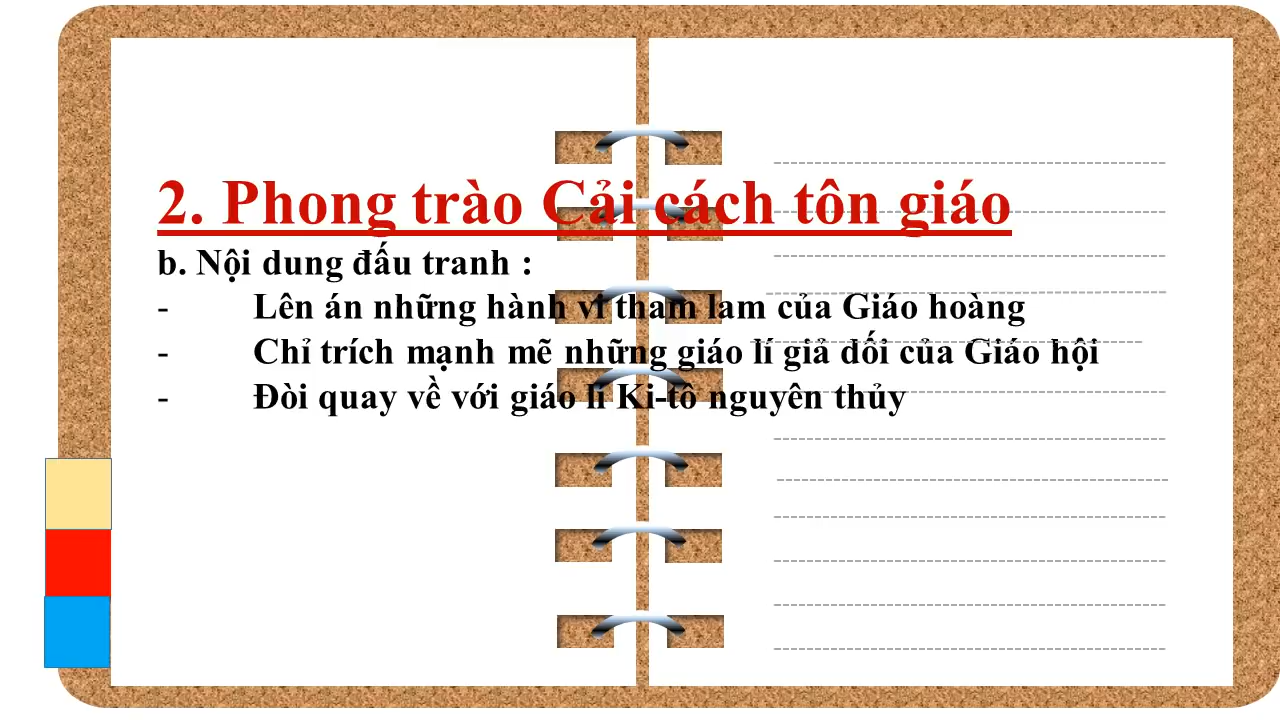 2. Phong trào Cải cách tôn giáo
b. Nội dung đấu tranh :
- Lên án những hành vi tham lam của Giáo hoàng
- Chỉ trích mạnh mẽ những giáo lí giả dối của Giáo hội
- Đòi quay về với giáo lí Ki-tô nguyên thủy